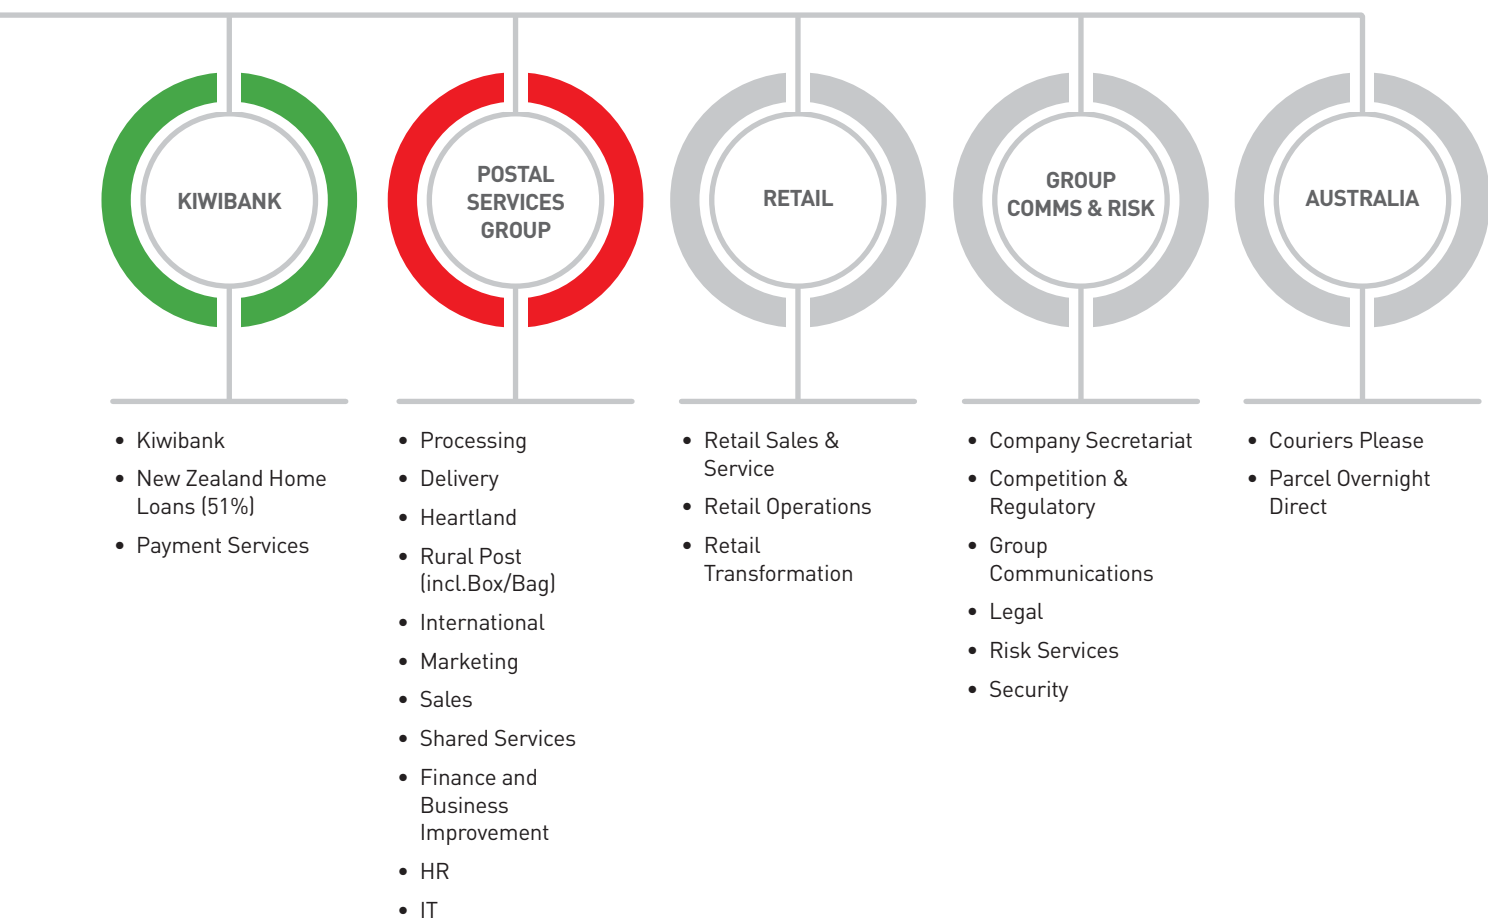 KIWIBANK
• Kiwibank
• New Zealand Home
Loans (51%)
• Payment Services
POSTAL
SERVICES
GROUP
• Processing
• Delivery
• Heartland
• Rural Post
(incl.Box/Bag)
• International
• Marketing
• Sales
• Shared Services
• Finance and
Business
Improvement
• HR
• IT
RETAIL
• Retail Sales &
Service
• Retail Operations
• Retail
Transformation
GROUP
COMMS & RISK
• Company Secretariat
• Competition &
Regulatory
• Group
Communications
• Legal
• Risk Services
• Security
AUSTRALIA
• Couriers Please
• Parcel Overnight
Direct